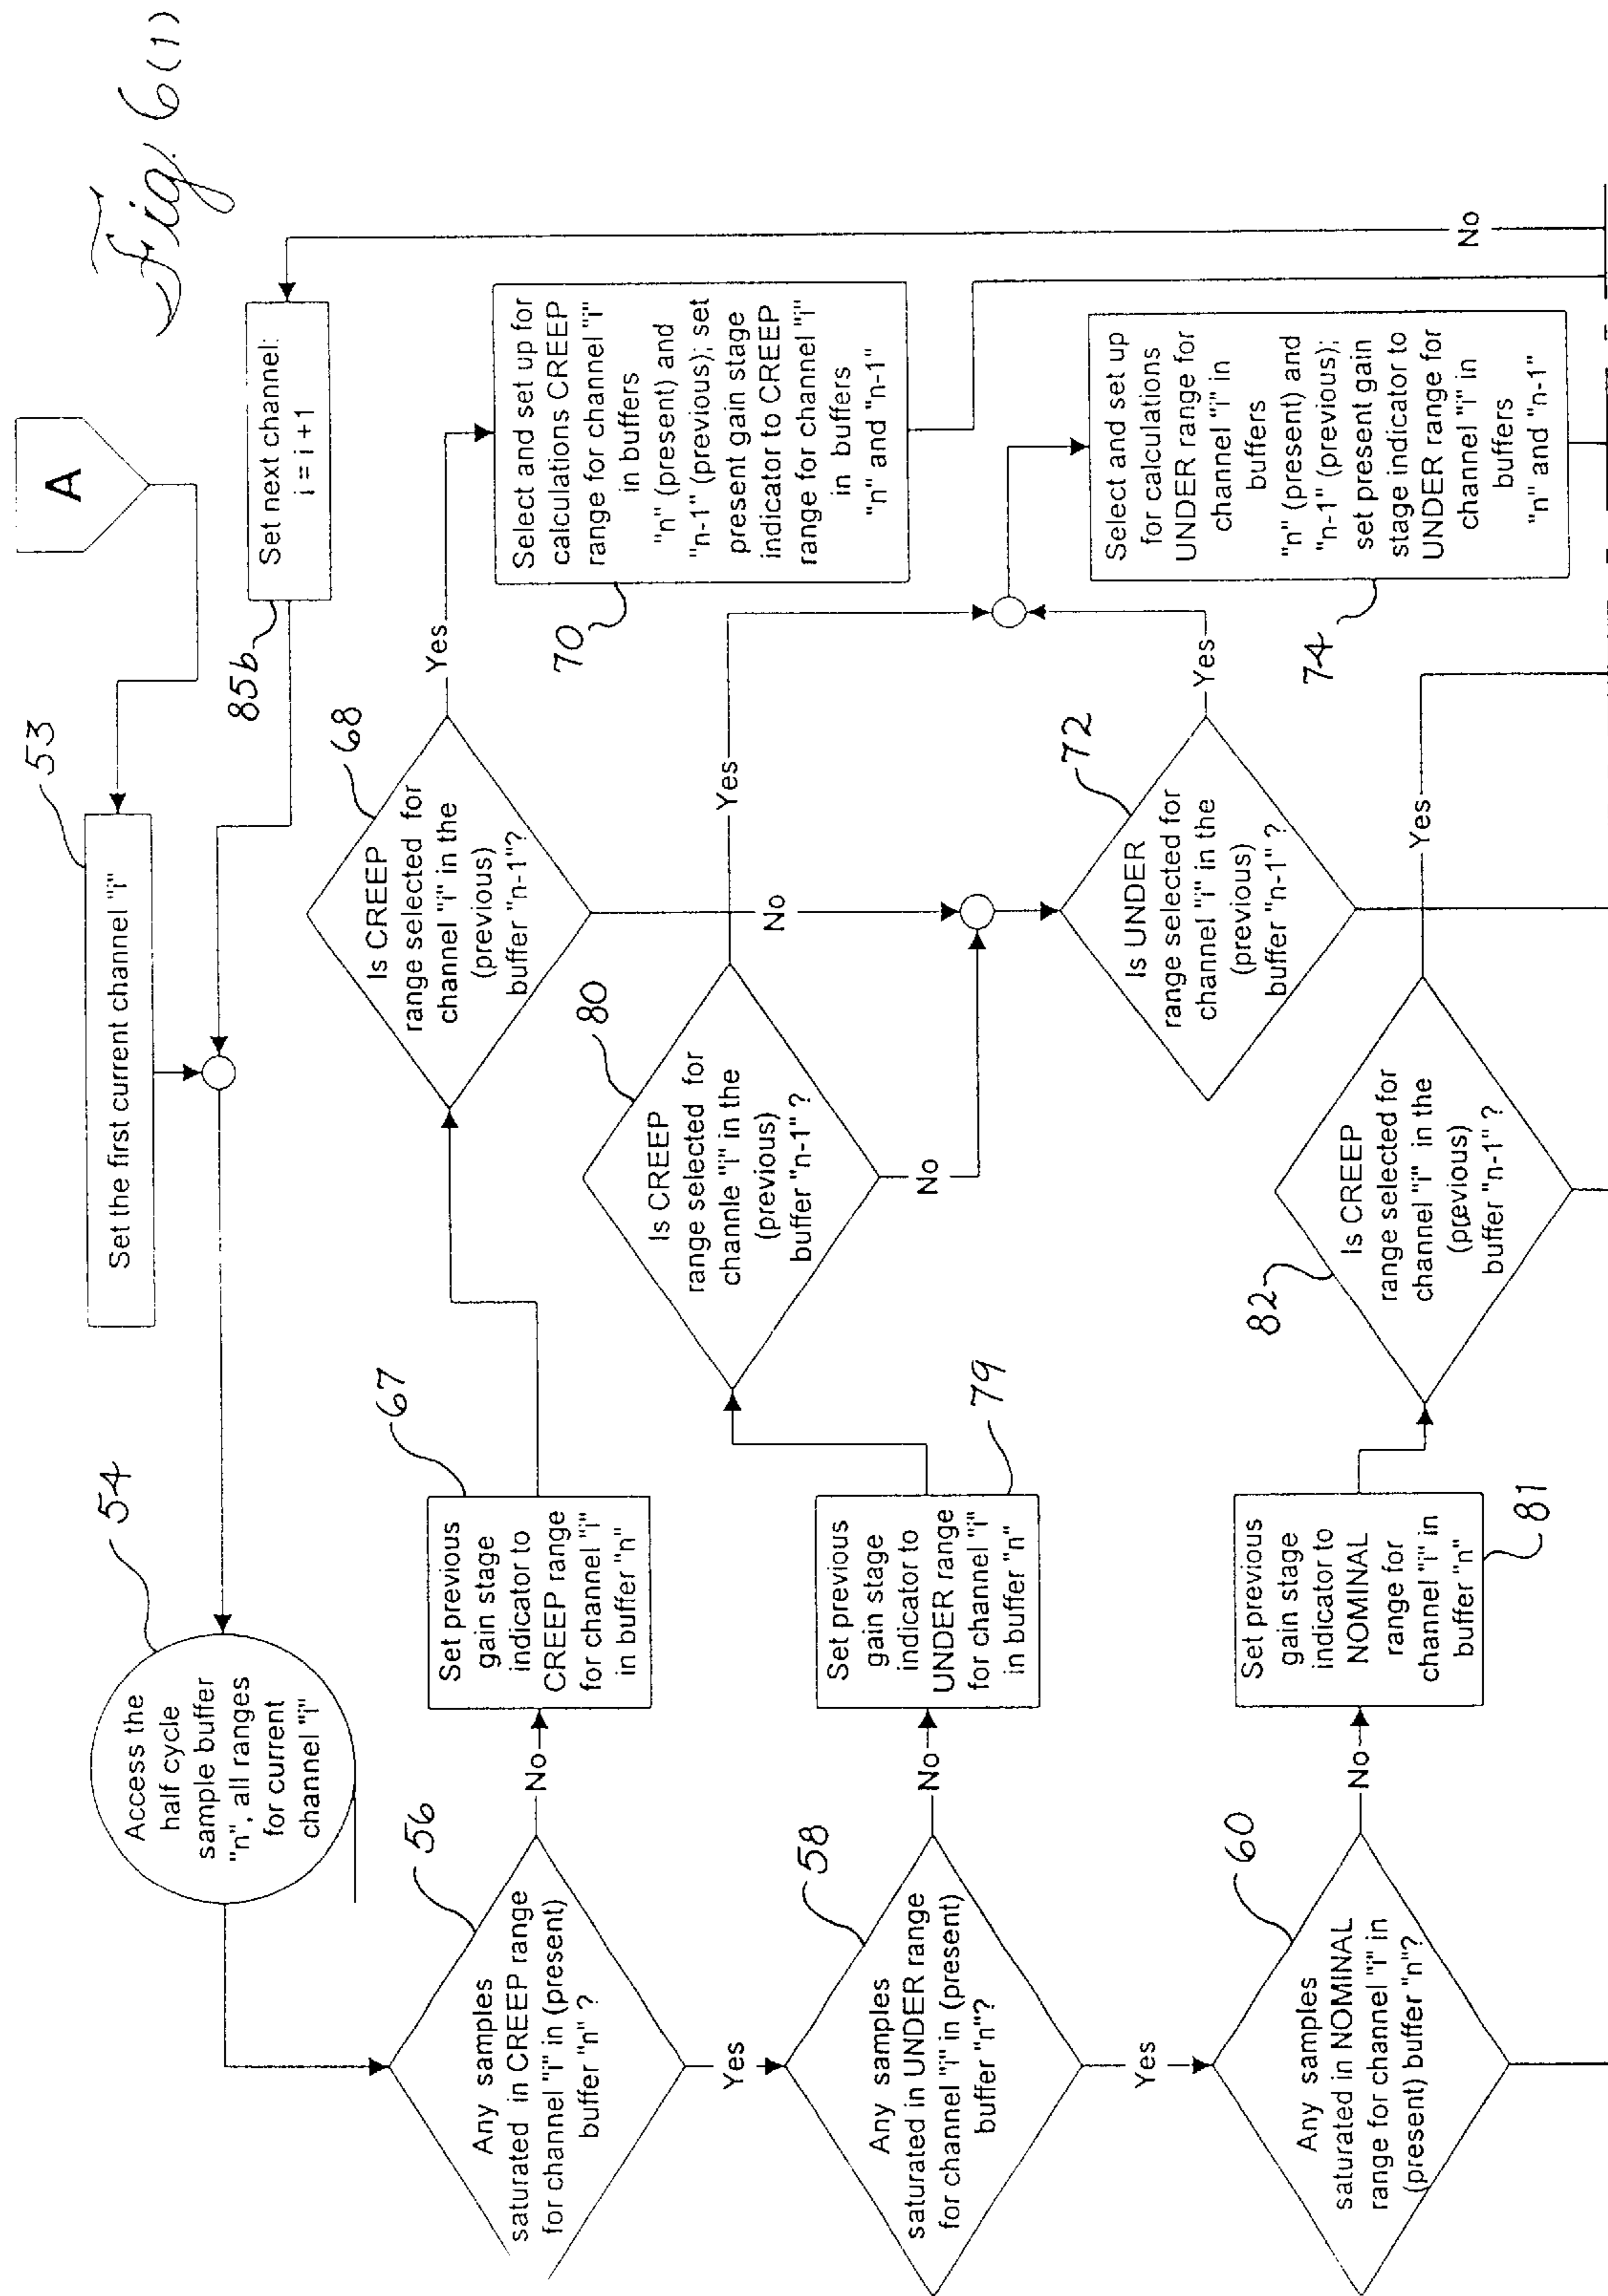 Fig. 6(1)
A
53
Set the first current channel "i"
85b
Set next channel:
i = i +1
54
Access the
half cycle
sample buffer
"n", all ranges
for current
channel "i"
56
Any samples
saturated in CREEP range
for channel "i" in (present)
buffer "n" ?
No
67
Set previous
gain stage
indicator to
CREEP range
for channel "i"
in buffer "n"
68
Is CREEP
range selected for
channel "i" in the
(previous)
buffer "n-1"?
Yes
70
Select and set up for
calculations CREEP
range for channel "i"
in buffers
"n" (present) and
"n-1" (previous); set
present gain stage
indicator to CREEP
range for channel "i"
in buffers
"n" and "n-1"
Yes
58
Any samples
saturated in UNDER range
for channel "i" in (present)
buffer "n"?
No
79
Set previous
gain stage
indicator to
UNDER range
for channel "i"
in buffer "n"
80
Is CREEP
range selected for
channle "i" in the
(previous)
buffer "n-1" ?
Yes
No
No
72
Is UNDER
range selected for
channel "i" in the
(previous)
buffer "n-1" ?
Yes
74
Select and set up
for calculations
UNDER range for
channel "i" in
buffers
"n" (present) and
"n-1" (previous);
set present gain
stage indicator to
UNDER range for
channel "i" in
buffers
"n" and "n-1"
Yes
60
Any samples
saturated in NOMINAL
range for channel "i" in
(present) buffer "n"?
No
81
Set previous
gain stage
indicator to
NOMINAL
range for
channel "i" in
buffer "n"
82
Is CREEP
range selected for
channel "i" in the
(previous)
buffer "n-1" ?
Yes
No